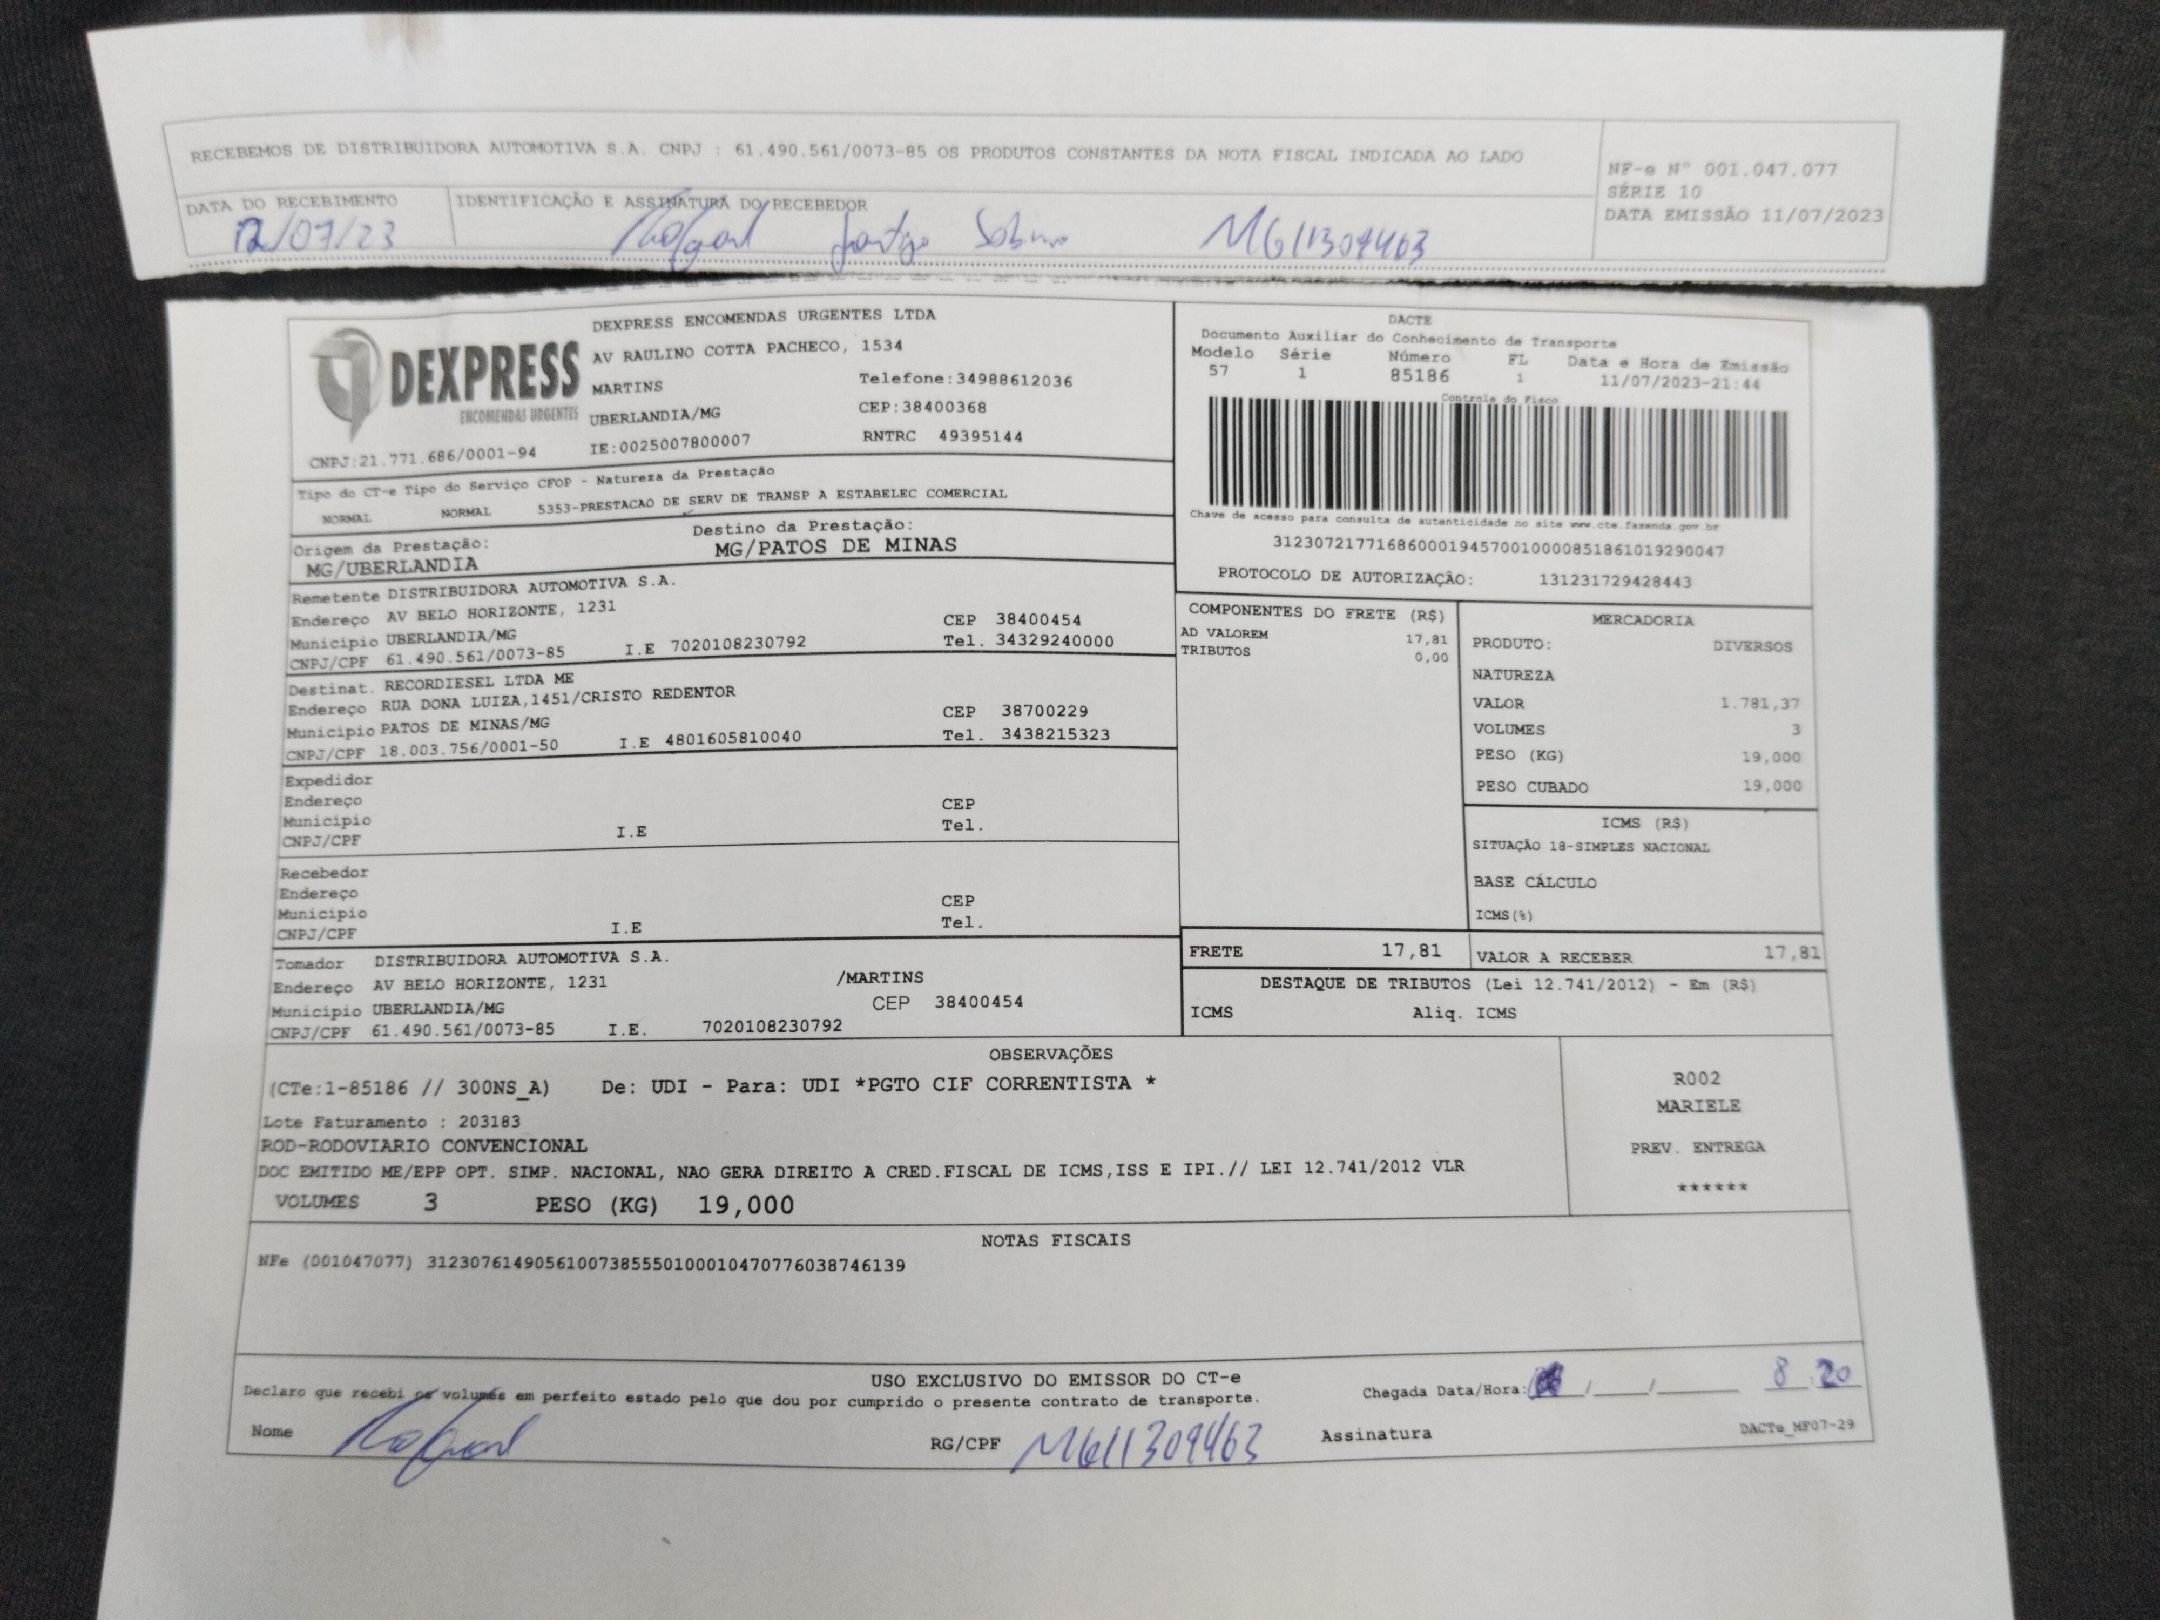 RECEBEMOS DE DISTRIBUIDORA AUTOMOTIVA S.A. CNPJ : 61.490.561/0073-85 OS PRODUTOS CONSTANTES DA NOTA FISCAL INDICADA AO LADO
NF-e Nº 001.047.077
SÉRIE 10
DATA EMISSÃO 11/07/2023
DATA DO RECEBIMENTO
12/07/23
IDENTIFICAÇÃO E ASSINATURA DO RECEBEDOR
MG11309463
DEXPRESS
ENCOMENDAS URGENTES
CNPJ:21.771.686/0001-94
DEXPRESS ENCOMENDAS URGENTES LTDA
AV RAULINO COTTA PACHECO, 1534
MARTINS Telefone:34988612036
UBERLANDIA/MG CEP:38400368
IE:0025007800007 RNTRC 49395144
DACTE
Documento Auxiliar do Conhecimento de Transporte
Modelo Série Número FL Data e Hora de Emissão
57 1 85186 1 11/07/2023-21:44
Controle do Fisco
Chave de acesso para consulta de autenticidade no site www.cte.fazenda.gov.br
31230721771686000194570010000851861019290047
PROTOCOLO DE AUTORIZAÇÃO: 131231729428443
Tipo do CT-e Tipo do Serviço CFOP - Natureza da Prestação
NORMAL NORMAL 5353-PRESTACAO DE SERV DE TRANSP A ESTABELEC COMERCIAL
Origem da Prestação:
MG/UBERLANDIA
Destino da Prestação:
MG/PATOS DE MINAS
Remetente DISTRIBUIDORA AUTOMOTIVA S.A.
Endereço AV BELO HORIZONTE, 1231 CEP 38400454
Municipio UBERLANDIA/MG Tel. 34329240000
CNPJ/CPF 61.490.561/0073-85 I.E 7020108230792
Destinat. RECORDIESEL LTDA ME
Endereço RUA DONA LUIZA,1451/CRISTO REDENTOR CEP 38700229
Municipio PATOS DE MINAS/MG Tel. 3438215323
CNPJ/CPF 18.003.756/0001-50 I.E 4801605810040
Expedidor
Endereço CEP
Municipio Tel.
CNPJ/CPF I.E
Recebedor
Endereço CEP
Municipio Tel.
CNPJ/CPF I.E
Tomador DISTRIBUIDORA AUTOMOTIVA S.A.
Endereço AV BELO HORIZONTE, 1231 /MARTINS
Municipio UBERLANDIA/MG CEP 38400454
CNPJ/CPF 61.490.561/0073-85 I.E. 7020108230792
COMPONENTES DO FRETE (R$)
AD VALOREM 17,81
TRIBUTOS 0,00
MERCADORIA
PRODUTO: DIVERSOS
NATUREZA
VALOR 1.781,37
VOLUMES 3
PESO (KG) 19,000
PESO CUBADO 19,000
ICMS (R$)
SITUAÇÃO 18-SIMPLES NACIONAL
BASE CÁLCULO
ICMS(%)
FRETE 17,81 VALOR A RECEBER 17,81
DESTAQUE DE TRIBUTOS (Lei 12.741/2012) - Em (R$)
ICMS Aliq. ICMS
OBSERVAÇÕES
(CTe:1-85186 // 300NS_A) De: UDI - Para: UDI *PGTO CIF CORRENTISTA *
Lote Faturamento : 203183
ROD-RODOVIARIO CONVENCIONAL
DOC EMITIDO ME/EPP OPT. SIMP. NACIONAL, NAO GERA DIREITO A CRED.FISCAL DE ICMS,ISS E IPI.// LEI 12.741/2012 VLR
VOLUMES 3 PESO (KG) 19,000
R002
MARIELE
PREV. ENTREGA
******
NOTAS FISCAIS
NFe (001047077) 31230761490561007385550100010470776038746139
USO EXCLUSIVO DO EMISSOR DO CT-e
Declaro que recebi os volumes em perfeito estado pelo que dou por cumprido o presente contrato de transporte.
Chegada Data/Hora: / / 8:20
Nome RG/CPF MG11309463 Assinatura
DACTe_MF07-29